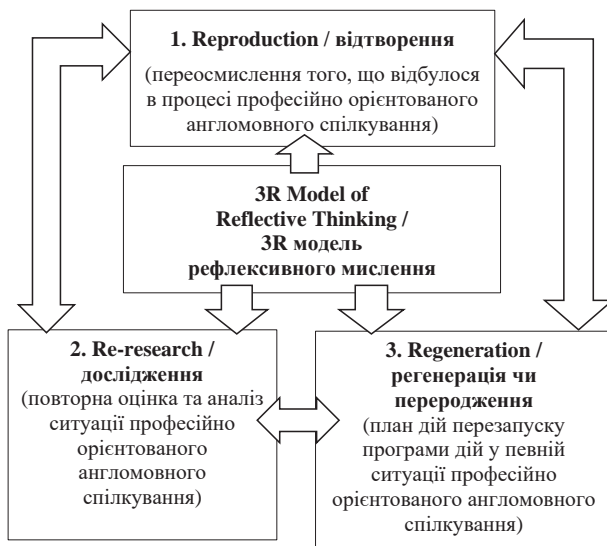 1. Reproduction / відтворення
(переосмислення того, що відбулося
в процесі професійно орієнтованого
англомовного спілкування)
3R Model of
Reflective Thinking /
3R модель
рефлексивного мислення
2. Re-research /
дослідження
(повторна оцінка та аналіз
ситуації професійно
орієнтованого
англомовного
спілкування)
3. Regeneration /
регенерація чи
переродження
(план дій перезапуску
програми дій у певній
ситуації професійно
орієнтованого англомовного
спілкування)